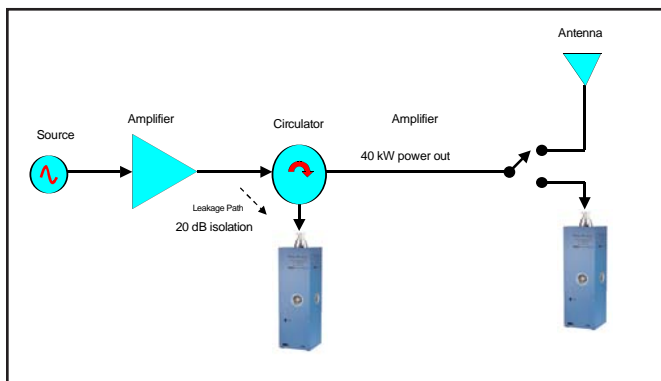 Antenna
Amplifier
Circulator
Amplifier
Source
40 kW power out
Leakage Path
20 dB isolation